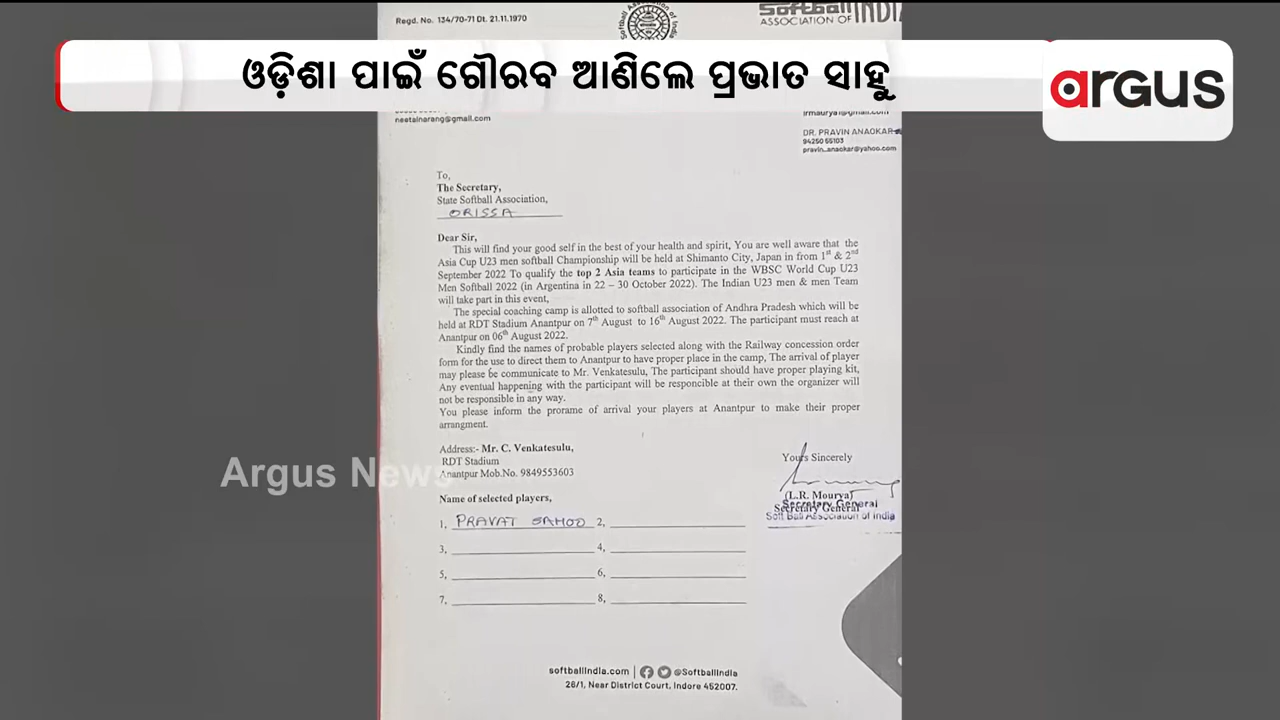 Regd. No. 134/70-71 Dt. 21.11.1970
Softball Association of India
Softball
ASSOCIATION OF INDIA
ଓଡ଼ିଶା ପାଇଁ ଗୌରବ ଆଣିଲେ ପ୍ରଭାତ ସାହୁ
argus
neetalnarang@gmail.com
DR. PRAVIN ANAOKAR
94250 55103
pravin_anaokar@yahoo.com
To,
The Secretary,
State Softball Association,
ORISSA
Dear Sir,
This will find your good self in the best of your health and spirit, You are well aware that the
Asia Cup U23 men softball Championship will be held at Shimanto City, Japan in from 1st & 2nd
September 2022 To qualify the top 2 Asia teams to participate in the WBSC World Cup U23
Men Softball 2022 (in Argentina in 22 – 30 October 2022). The Indian U23 men & men Team
will take part in this event,
The special coaching camp is allotted to softball association of Andhra Pradesh which will be
held at RDT Stadium Anantpur on 7th August to 16th August 2022. The participant must reach at
Anantpur on 06th August 2022.
Kindly find the names of probable players selected along with the Railway concession order
form for the use to direct them to Anantpur to have proper place in the camp, The arrival of player
may please be communicate to Mr. Venkatesulu, The participant should have proper playing kit,
Any eventual happening with the participant will be responcible at their own the organizer will
not be responsible in any way.
You please inform the prorame of arrival your players at Anantpur to make their proper
arrangment.
Address:- Mr. C. Venkatesulu,
RDT Stadium
Anantpur Mob.No. 9849553603
Argus News
Yours Sincerely
(L.R. Mourya)
Secretary General
Secretary General
Soft Ball Association of India
Name of selected players,
1, PRAVAT SAHOO 2,
3, 4,
5, 6,
7, 8,
softballindia.com | @Softballindia
26/1, Near District Court, Indore 452007.